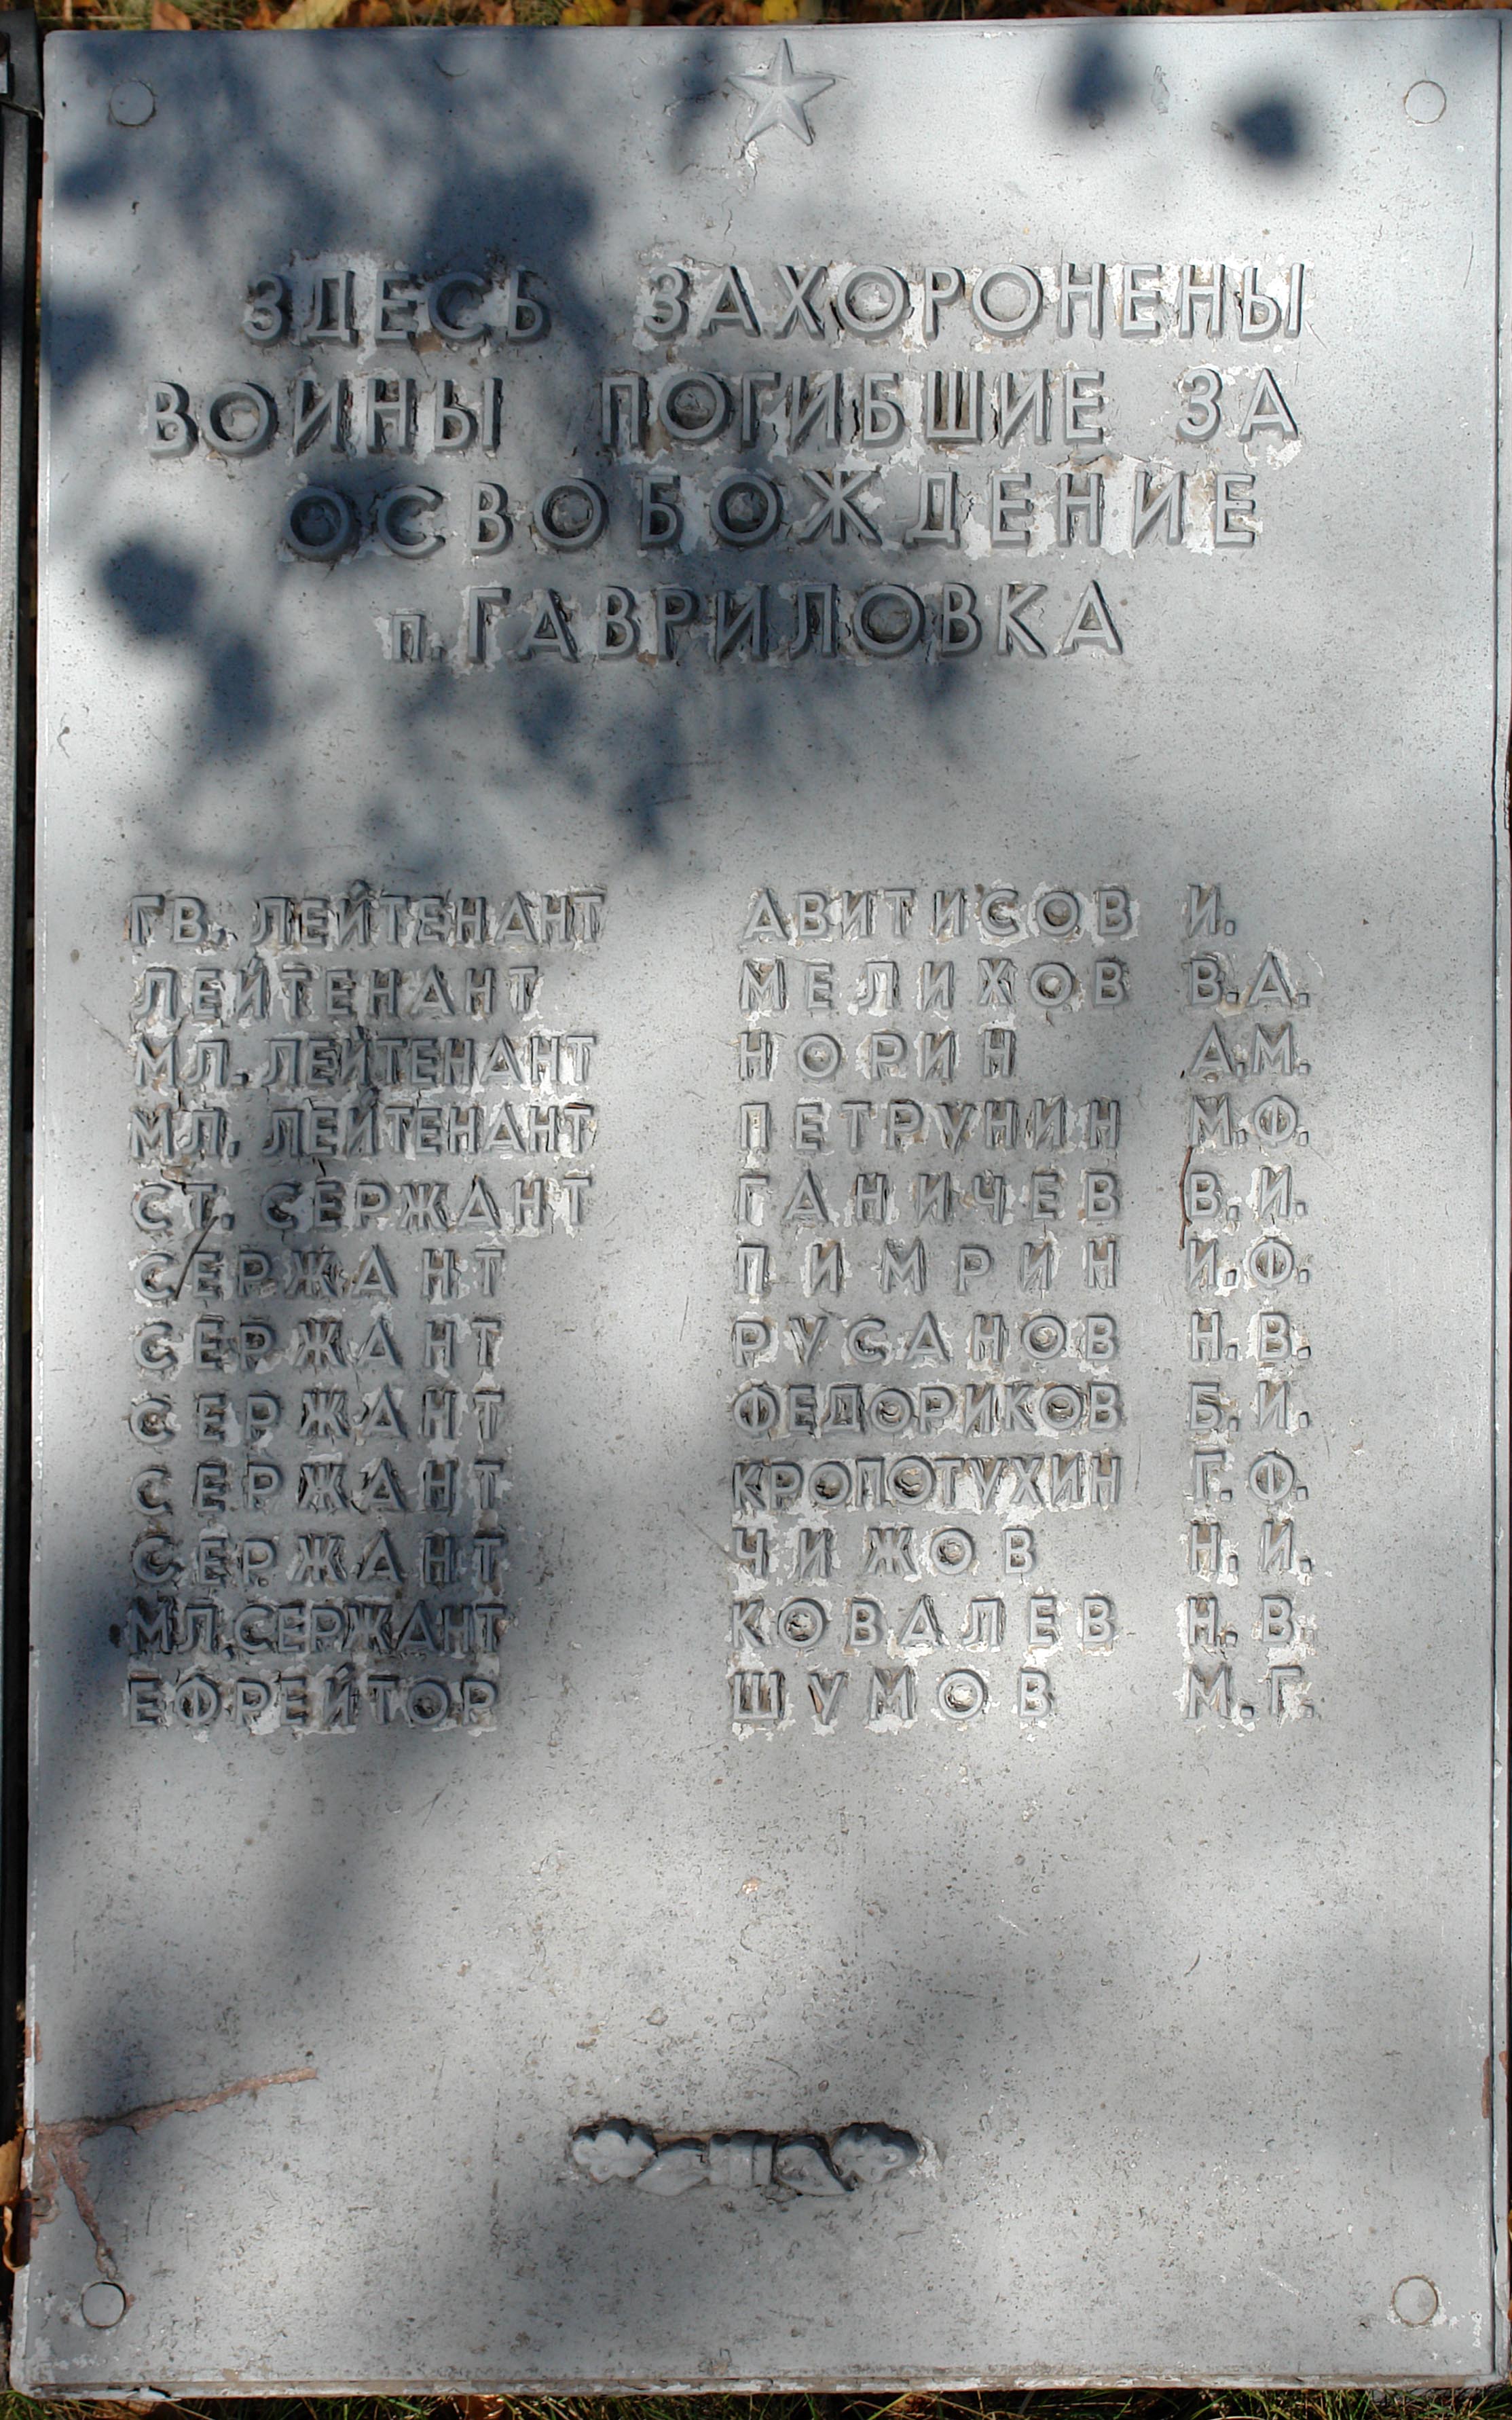 ЗДЕСЬ ЗАХОРОНЕНЫ
ВОИНЫ ПОГИБШИЕ ЗА
ОСВОБОЖДЕНИЕ
п. ГАВРИЛОВКА
ГВ. ЛЕЙТЕНАНТ АВИТИСОВ И.
ЛЕЙТЕНАНТ МЕЛИХОВ В.А.
МЛ. ЛЕЙТЕНАНТ НОРИН А.М.
МЛ. ЛЕЙТЕНАНТ ПЕТРУНИН М.Ф.
СТ. СЕРЖАНТ ГАНИЧЕВ В.И.
СЕРЖАНТ ПИМРИН И.Ф.
СЕРЖАНТ РУСАНОВ Н.В.
СЕРЖАНТ ФЕДОРИКОВ Б.И.
СЕРЖАНТ КРОПОТУХИН Г.Ф.
СЕРЖАНТ ЧИЖОВ Н.И.
МЛ.СЕРЖАНТ КОВАЛЕВ Н.В.
ЕФРЕЙТОР ШУМОВ М.Г.